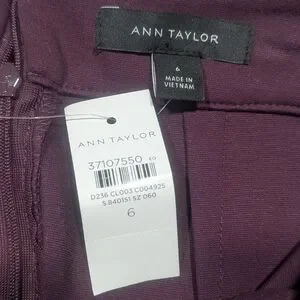 ANN TAYLOR
6
MADE IN
VIETNAM
ANN TAYLOR
37107550
D236 CL003 C004925
S 840151 SZ 060
6